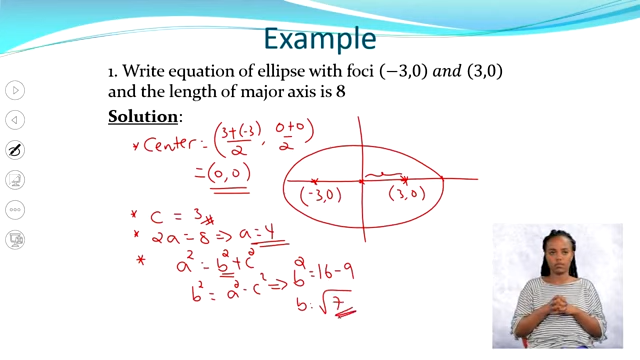 Example
1. Write equation of ellipse with foci (−3,0) and (3,0)
and the length of major axis is 8
Solution:
* Center = (3+(-3)/2, 0+0/2)
= (0,0)
(-3,0) (3,0)
* c = 3
* 2a = 8 => a = 4
* a² = b² + c²
b² = a² - c² => b² = 16 - 9
b = √7